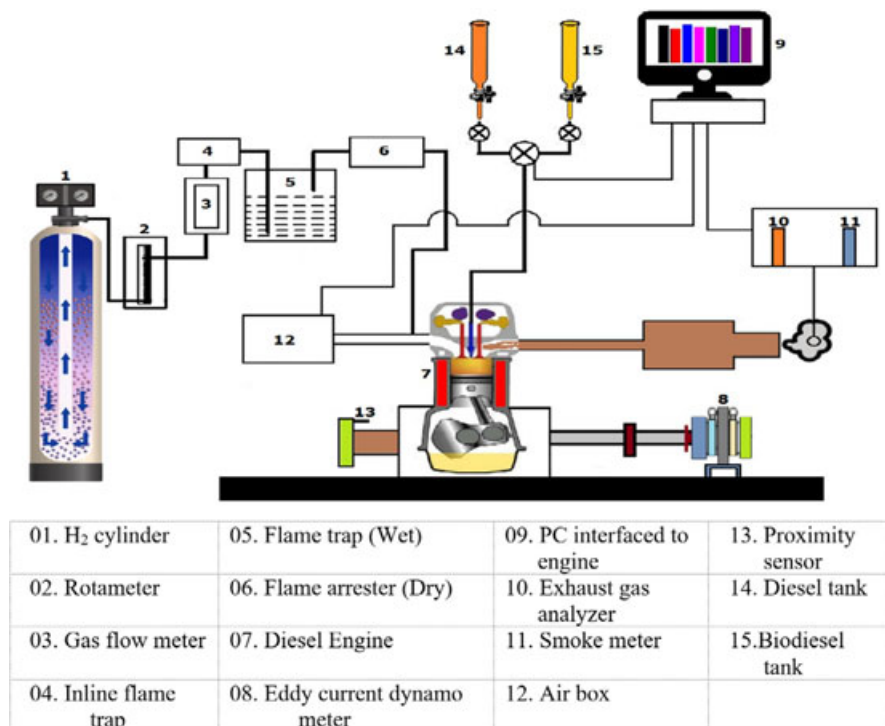 14
15
9
1
4
6
2
3
5
10
11
12
7
13
8
01. H₂ cylinder
05. Flame trap (Wet)
09. PC interfaced to
engine
13. Proximity
sensor
02. Rotameter
06. Flame arrester (Dry)
10. Exhaust gas
analyzer
14. Diesel tank
03. Gas flow meter
07. Diesel Engine
11. Smoke meter
15.Biodiesel
tank
04. Inline flame
trap
08. Eddy current dynamo
meter
12. Air box